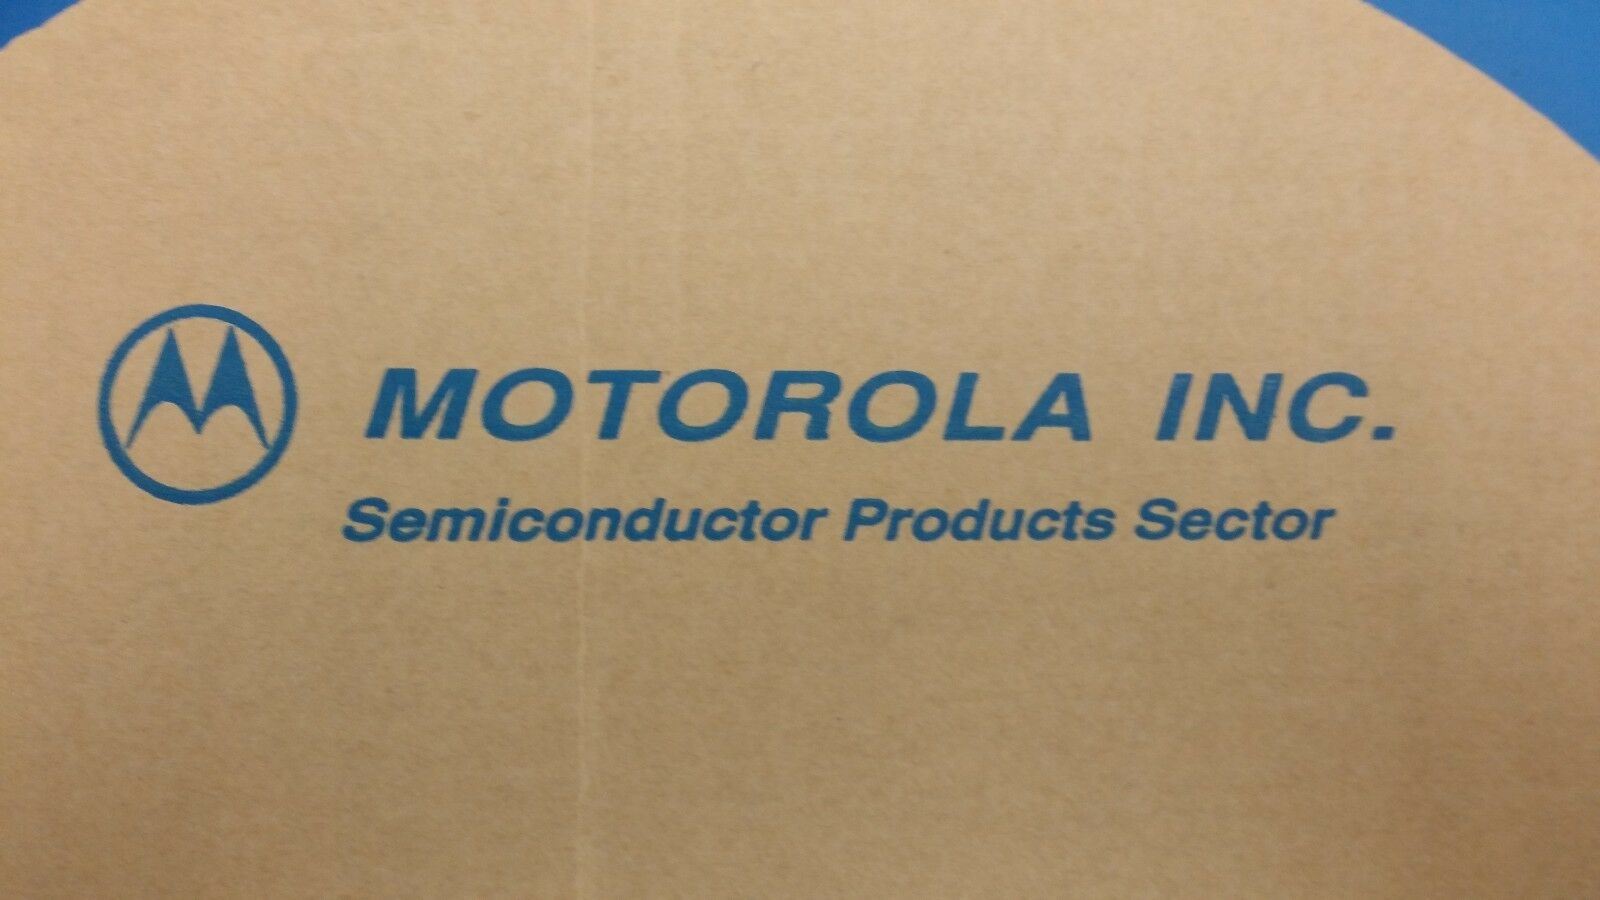 MOTOROLA INC.
Semiconductor Products Sector